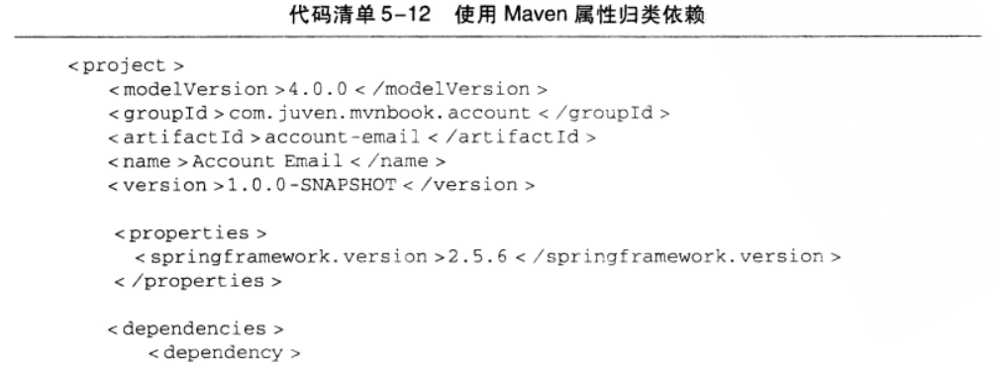 代码清单5-12 使用 Maven 属性归类依赖
<project>
<modelVersion>4.0.0</modelVersion>
<groupId>com.juven.mvnbook.account</groupId>
<artifactId>account-email</artifactId>
<name>Account Email</name>
<version>1.0.0-SNAPSHOT</version>
<properties>
<springframework.version>2.5.6</springframework.version>
</properties>
<dependencies>
<dependency>